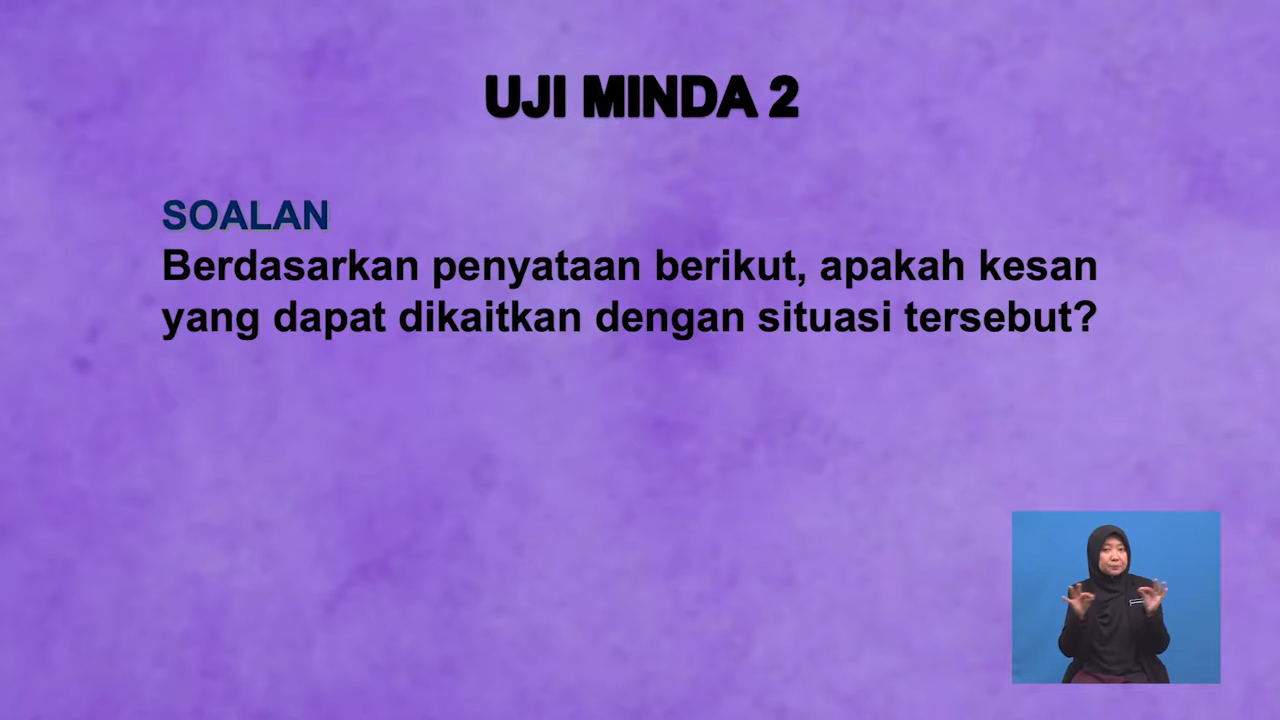 UJI MINDA 2
SOALAN
Berdasarkan penyataan berikut, apakah kesan
yang dapat dikaitkan dengan situasi tersebut?